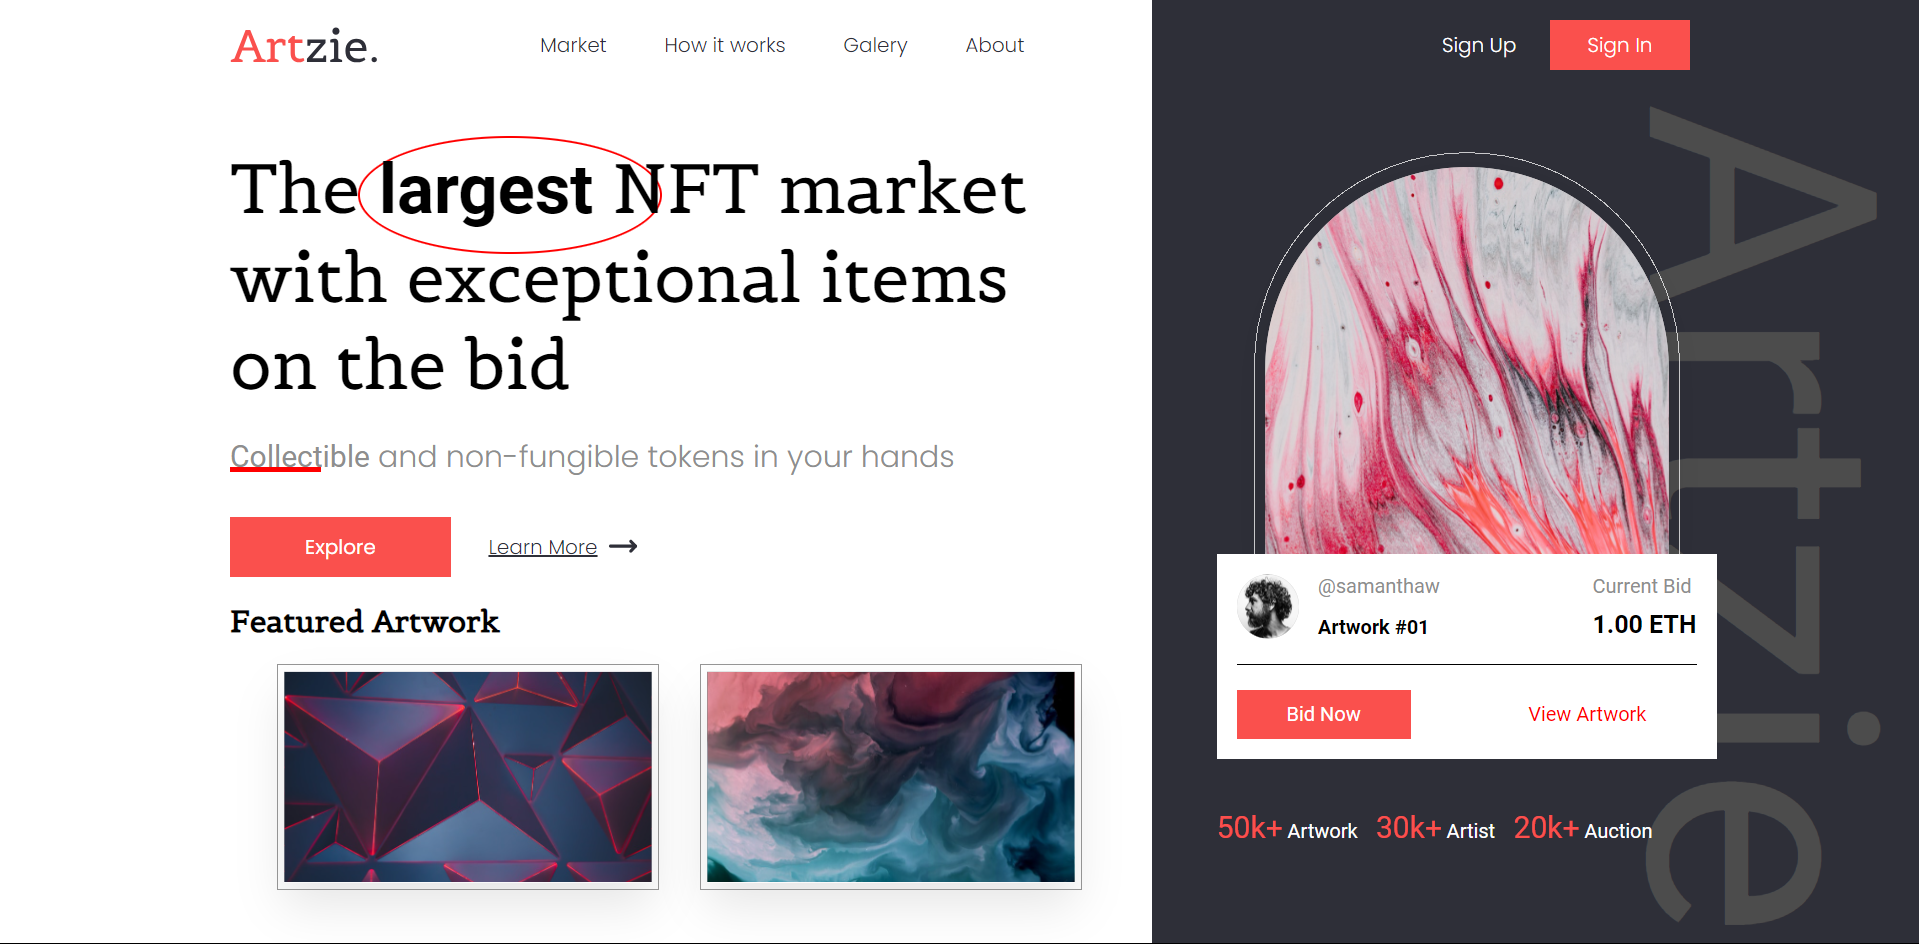 Artzie.
Market How it works Galery About
Sign Up Sign In
The largest NFT market
with exceptional items
on the bid
Collectible and non-fungible tokens in your hands
Explore Learn More
Featured Artwork
Artzie
@samanthaw Current Bid
Artwork #01 1.00 ETH
Bid Now View Artwork
50k+ Artwork 30k+ Artist 20k+ Auction